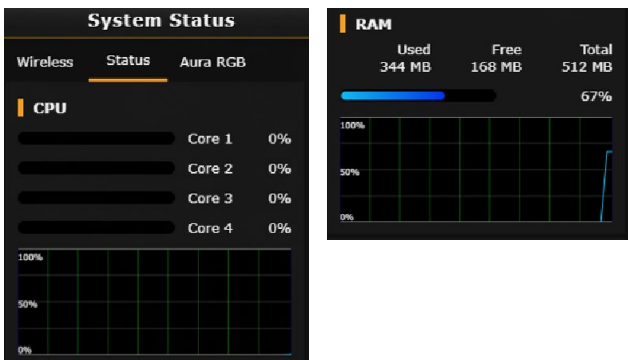 System Status
Wireless Status Aura RGB
CPU
Core 1 0%
Core 2 0%
Core 3 0%
Core 4 0%
100%
50%
0%
RAM
Used Free Total
344 MB 168 MB 512 MB
67%
100%
50%
0%